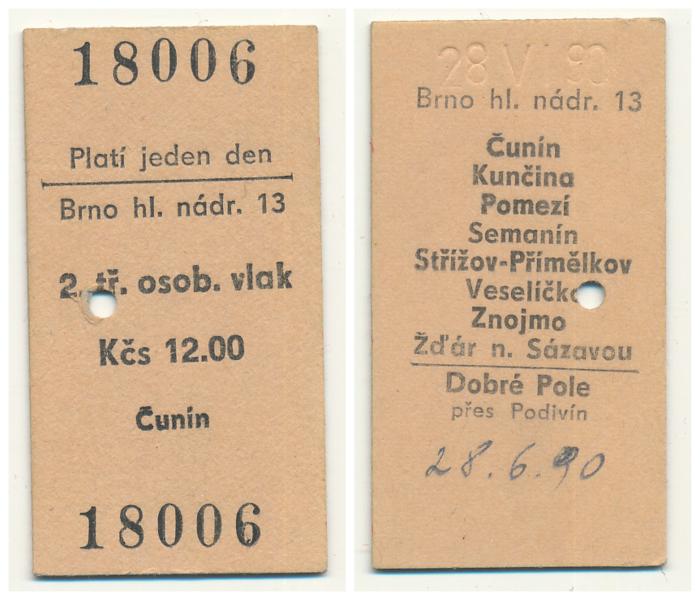 18006
Platí jeden den
Brno hl. nádr. 13
2. tř. osob. vlak
Kčs 12.00
Čunín
18006
28 V 90
Brno hl. nádr. 13
Čunín
Kunčina
Pomezí
Semanín
Střížov-Přímělkov
Veselíčko
Znojmo
Žďár n. Sázavou
Dobré Pole
přes Podivín
28.6.90